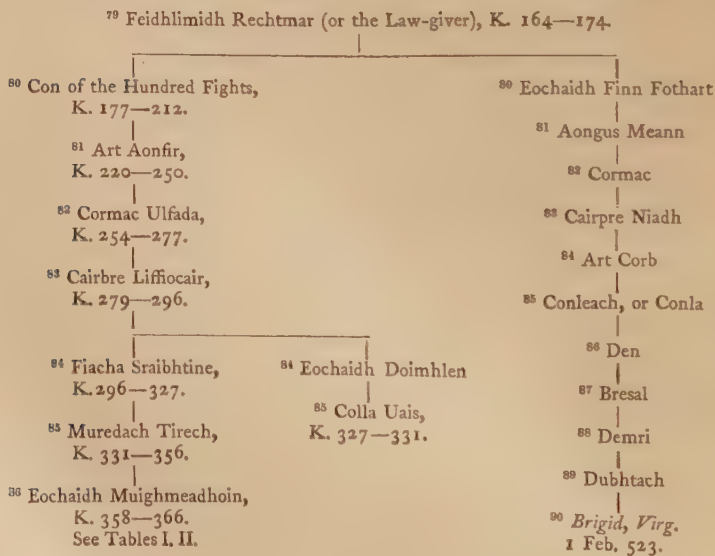 79 Feidhlimidh Rechtmar (or the Law-giver), K. 164—174.
80 Con of the Hundred Fights,
K. 177—212.
81 Art Aonfir,
K. 220—250.
82 Cormac Ulfada,
K. 254—277.
83 Cairbre Liffiocair,
K. 279—296.
84 Fiacha Sraibhtine,
K. 296—327.
85 Muredach Tirech,
K. 331—356.
86 Eochaidh Muighmeadhoin,
K. 358—366.
See Tables I, II.
84 Eochaidh Doimhlen
85 Colla Uais,
K. 327—331.
80 Eochaidh Finn Fothart
81 Aongus Meann
82 Cormac
83 Cairpre Niadh
84 Art Corb
85 Conleach, or Conla
86 Den
87 Bresal
88 Demri
89 Dubhtach
90 Brigid, Virg.
1 Feb. 523.